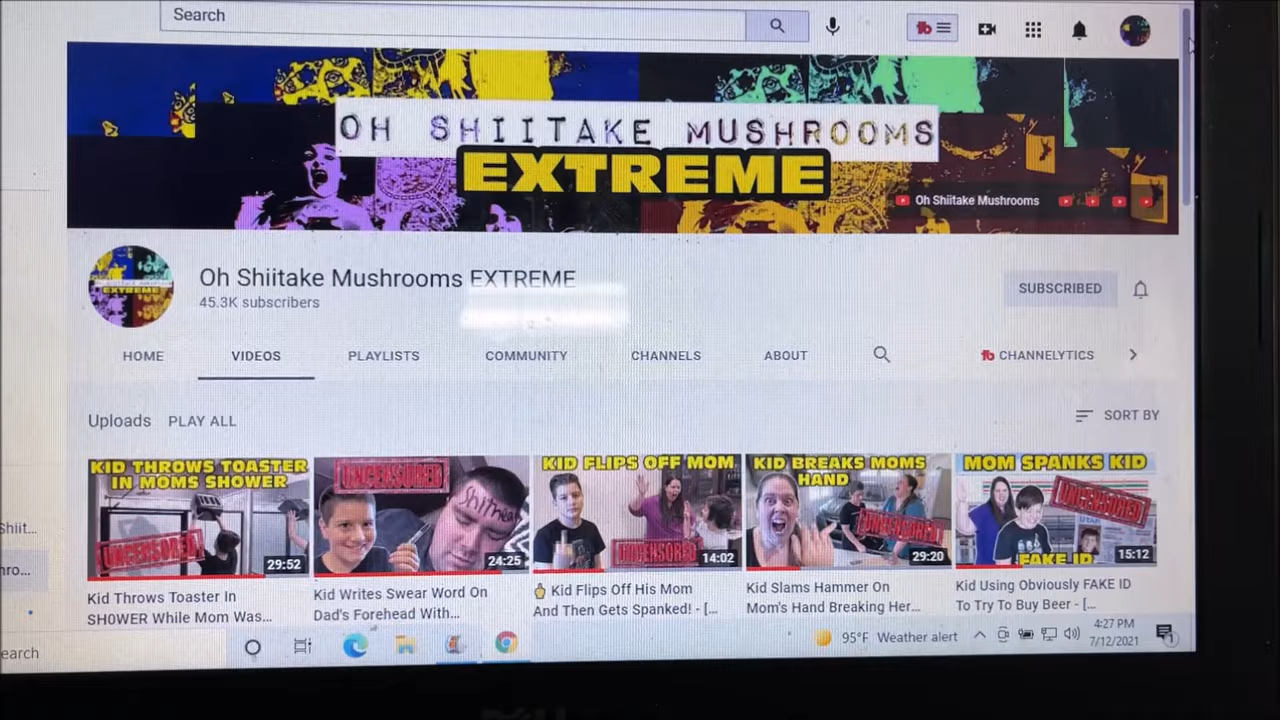 Search
OH SHIITAKE MUSHROOMS
EXTREME
Oh Shiitake Mushrooms
Oh Shiitake Mushrooms EXTREME
45.3K subscribers
SUBSCRIBED
HOME VIDEOS PLAYLISTS COMMUNITY CHANNELS ABOUT CHANNELYTICS
Uploads PLAY ALL SORT BY
KID THROWS TOASTER
IN MOMS SHOWER
UNCENSORED
29:52
UNCENSORED
24:25
KID FLIPS OFF MOM
UNCENSORED
14:02
KID BREAKS MOMS
HAND
UNCENSORED
29:20
MOM SPANKS KID
UNCENSORED
UTAH
FAKE ID
15:12
Shiit...
ro...
Kid Throws Toaster In
SHOWER While Mom Was...
Kid Writes Swear Word On
Dad's Forehead With...
Kid Flips Off His Mom
And Then Gets Spanked! - [...
Kid Slams Hammer On
Mom's Hand Breaking Her...
Kid Using Obviously FAKE ID
To Try To Buy Beer - [...
earch
95°F Weather alert
4:27 PM
7/12/2021
1